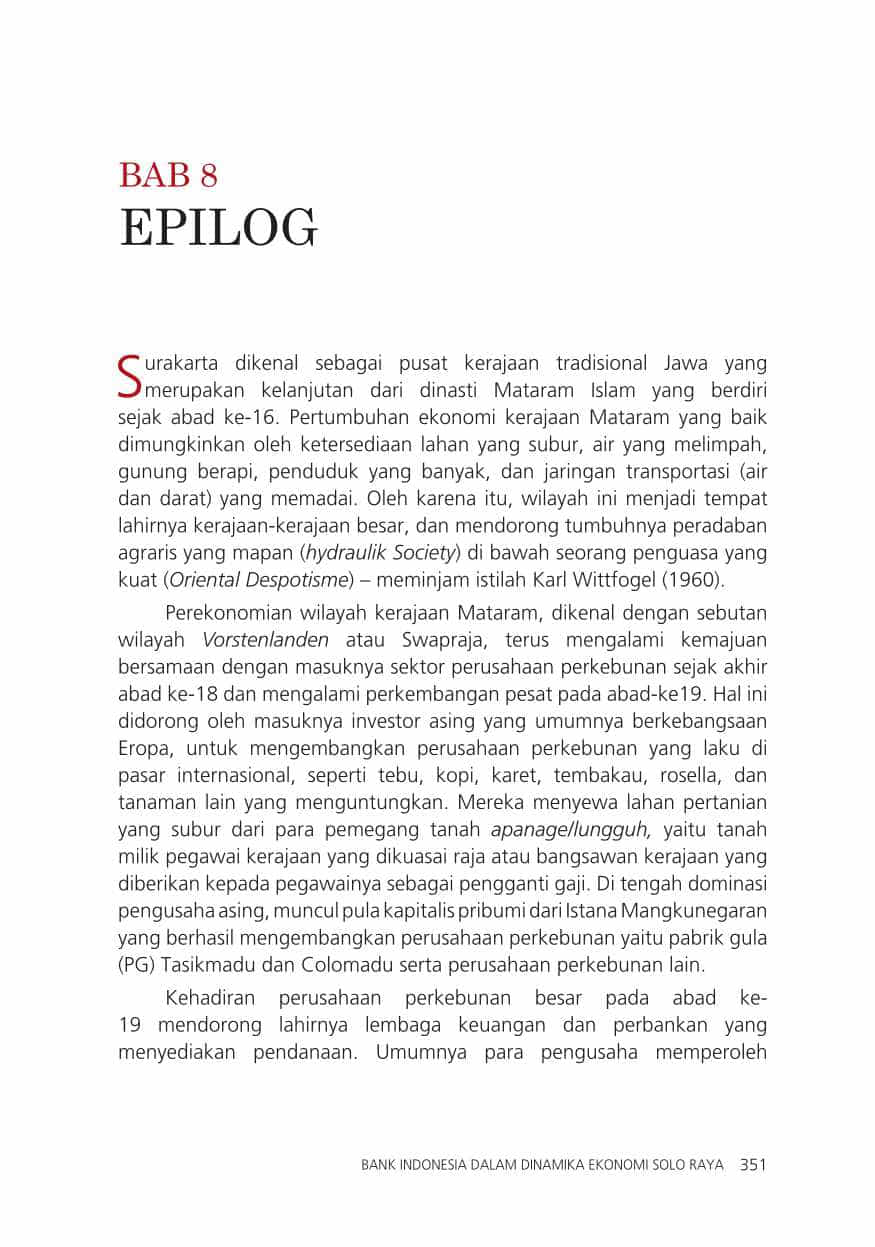 BAB 8
EPILOG
Surakarta dikenal sebagai pusat kerajaan tradisional Jawa yang
merupakan kelanjutan dari dinasti Mataram Islam yang berdiri
sejak abad ke-16. Pertumbuhan ekonomi kerajaan Mataram yang baik
dimungkinkan oleh ketersediaan lahan yang subur, air yang melimpah,
gunung berapi, penduduk yang banyak, dan jaringan transportasi (air
dan darat) yang memadai. Oleh karena itu, wilayah ini menjadi tempat
lahirnya kerajaan-kerajaan besar, dan mendorong tumbuhnya peradaban
agraris yang mapan (hydraulik Society) di bawah seorang penguasa yang
kuat (Oriental Despotisme) – meminjam istilah Karl Wittfogel (1960).
Perekonomian wilayah kerajaan Mataram, dikenal dengan sebutan
wilayah Vorstenlanden atau Swapraja, terus mengalami kemajuan
bersamaan dengan masuknya sektor perusahaan perkebunan sejak akhir
abad ke-18 dan mengalami perkembangan pesat pada abad-ke19. Hal ini
didorong oleh masuknya investor asing yang umumnya berkebangsaan
Eropa, untuk mengembangkan perusahaan perkebunan yang laku di
pasar internasional, seperti tebu, kopi, karet, tembakau, rosella, dan
tanaman lain yang menguntungkan. Mereka menyewa lahan pertanian
yang subur dari para pemegang tanah apanage/lungguh, yaitu tanah
milik pegawai kerajaan yang dikuasai raja atau bangsawan kerajaan yang
diberikan kepada pegawainya sebagai pengganti gaji. Di tengah dominasi
pengusaha asing, muncul pula kapitalis pribumi dari Istana Mangkunegaran
yang berhasil mengembangkan perusahaan perkebunan yaitu pabrik gula
(PG) Tasikmadu dan Colomadu serta perusahaan perkebunan lain.
Kehadiran perusahaan perkebunan besar pada abad ke-
19 mendorong lahirnya lembaga keuangan dan perbankan yang
menyediakan pendanaan. Umumnya para pengusaha memperoleh
BANK INDONESIA DALAM DINAMIKA EKONOMI SOLO RAYA 351